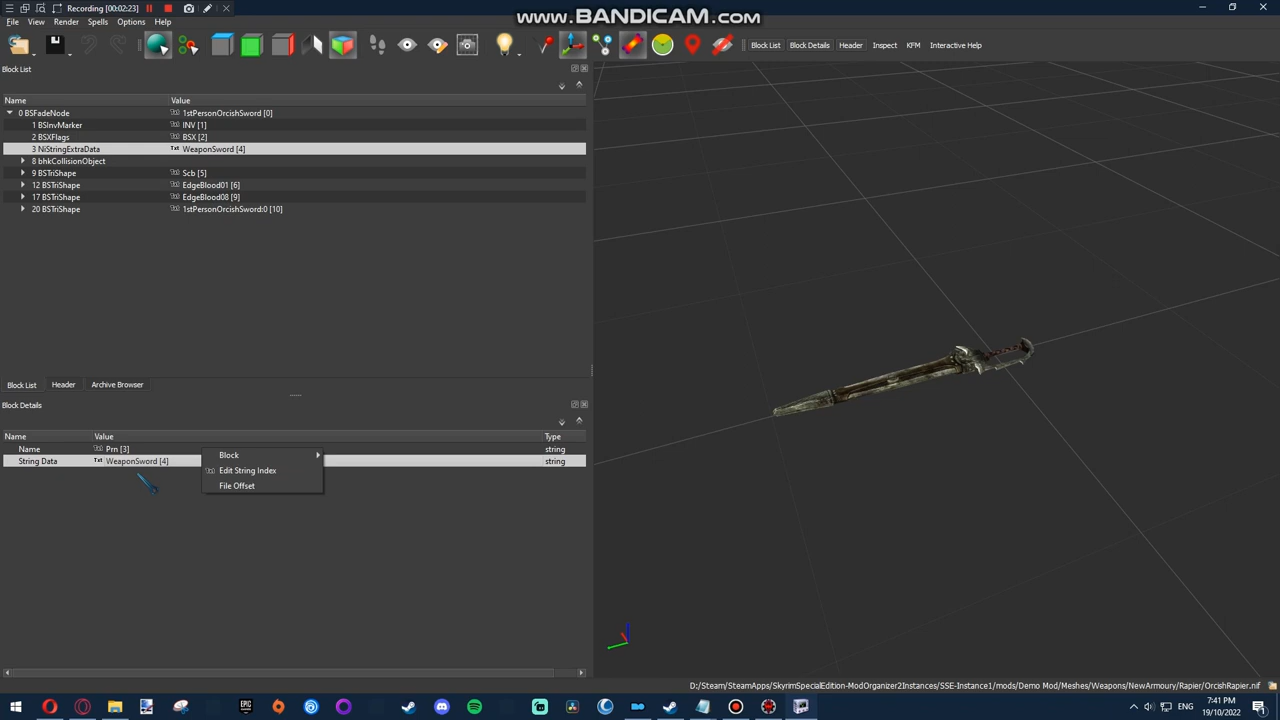 Recording [00:02:23]
www.BANDICAM.com
File View Render Spells Options Help
Block List Block Details Header Inspect KFM Interactive Help
Block List
Name Value
0 BSFadeNode 1stPersonOrcishSword [0]
1 BSInvMarker INV [1]
2 BSXFlags BSX [2]
3 NiStringExtraData Txt WeaponSword [4]
8 bhkCollisionObject
9 BSTriShape Scb [5]
12 BSTriShape EdgeBlood01 [6]
17 BSTriShape EdgeBlood08 [9]
20 BSTriShape 1stPersonOrcishSword:0 [10]
Block List Header Archive Browser
Block Details
Name Value Type
Name Prn [3] string
String Data Txt WeaponSword [4] string
Block
Edit String Index
File Offset
D:/Steam/SteamApps/SkyrimSpecialEdition-ModOrganizer2Instances/SSE-Instance1/mods/Demo Mod/Meshes/Weapons/NewArmoury/Rapier/OrcishRapier.nif
EPIC
ENG
7:41 PM
19/10/2022